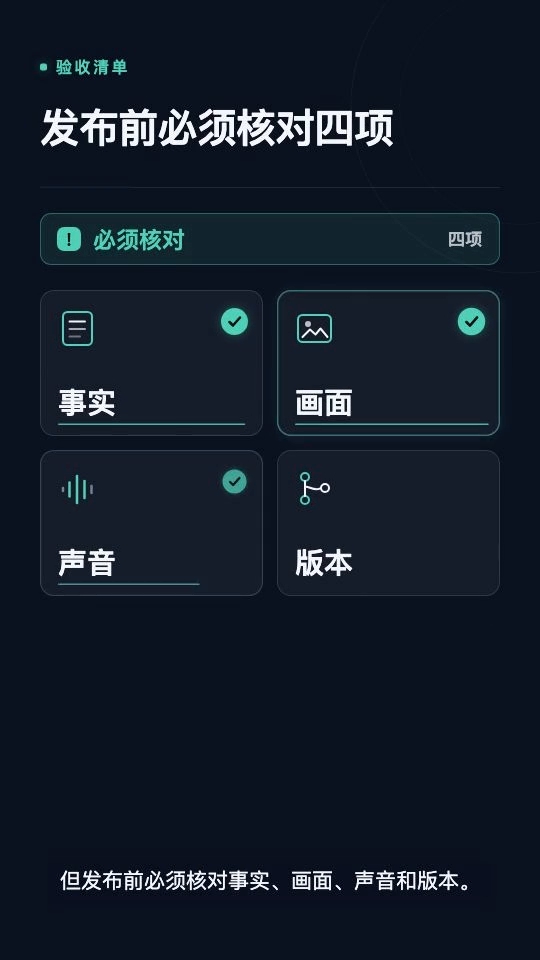 验收清单
发布前必须核对四项
! 必须核对 四项
事实
画面
声音
版本
但发布前必须核对事实、画面、声音和版本。